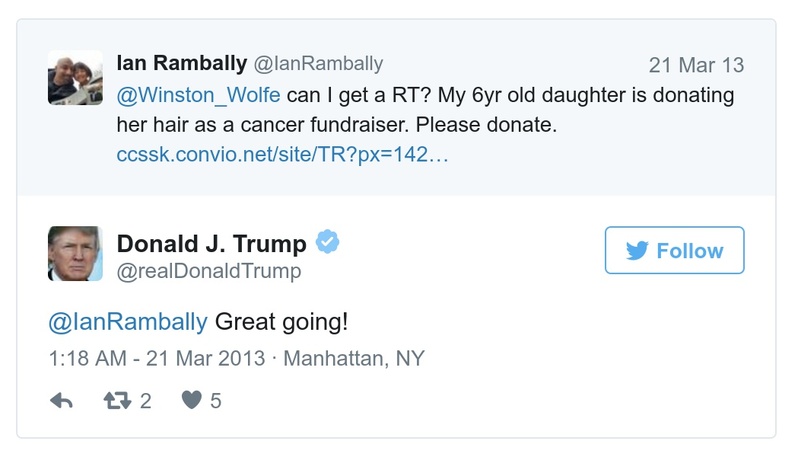 Ian Rambally @IanRambally 21 Mar 13
@Winston_Wolfe can I get a RT? My 6yr old daughter is donating
her hair as a cancer fundraiser. Please donate.
ccssk.convio.net/site/TR?px=142…
Donald J. Trump Follow
@realDonaldTrump
@IanRambally Great going!
1:18 AM - 21 Mar 2013 · Manhattan, NY
2 5